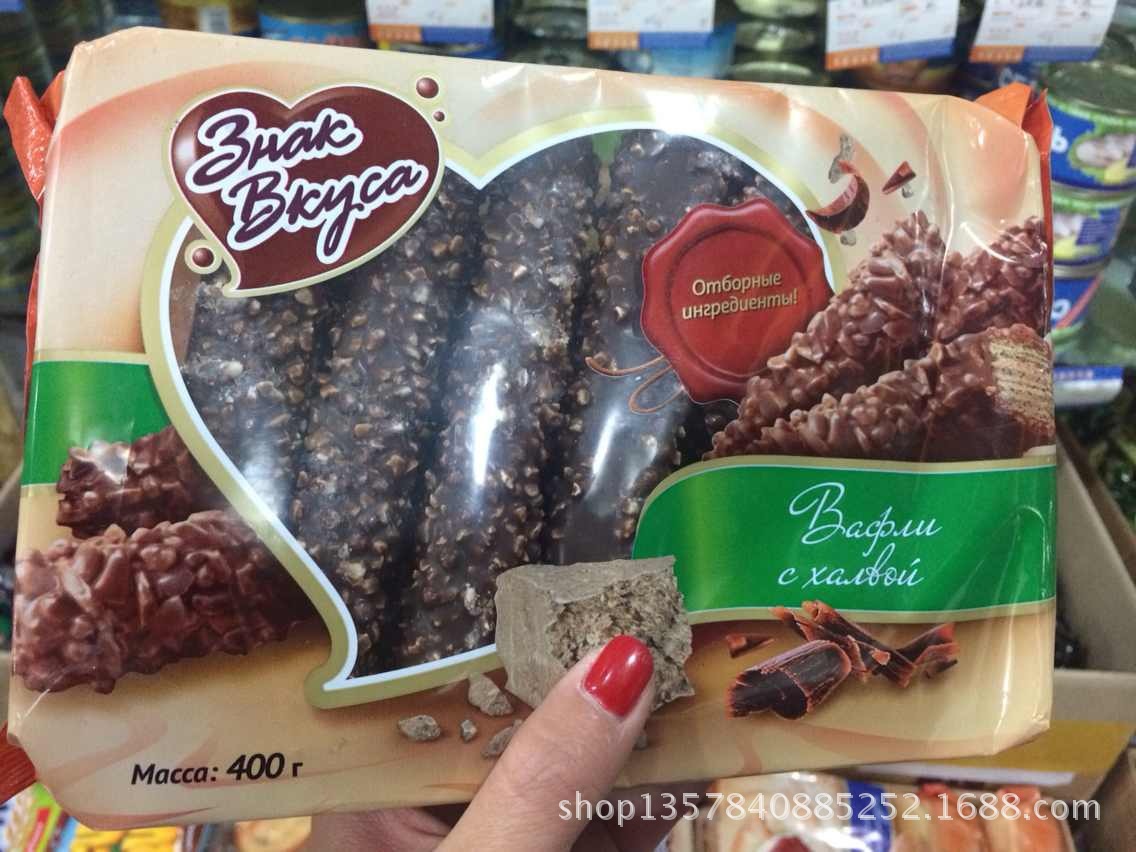 Знак
Вкуса
Отборные
ингредиенты!
Вафли
с халвой
Масса: 400 г
shop1357840885252.1688.com